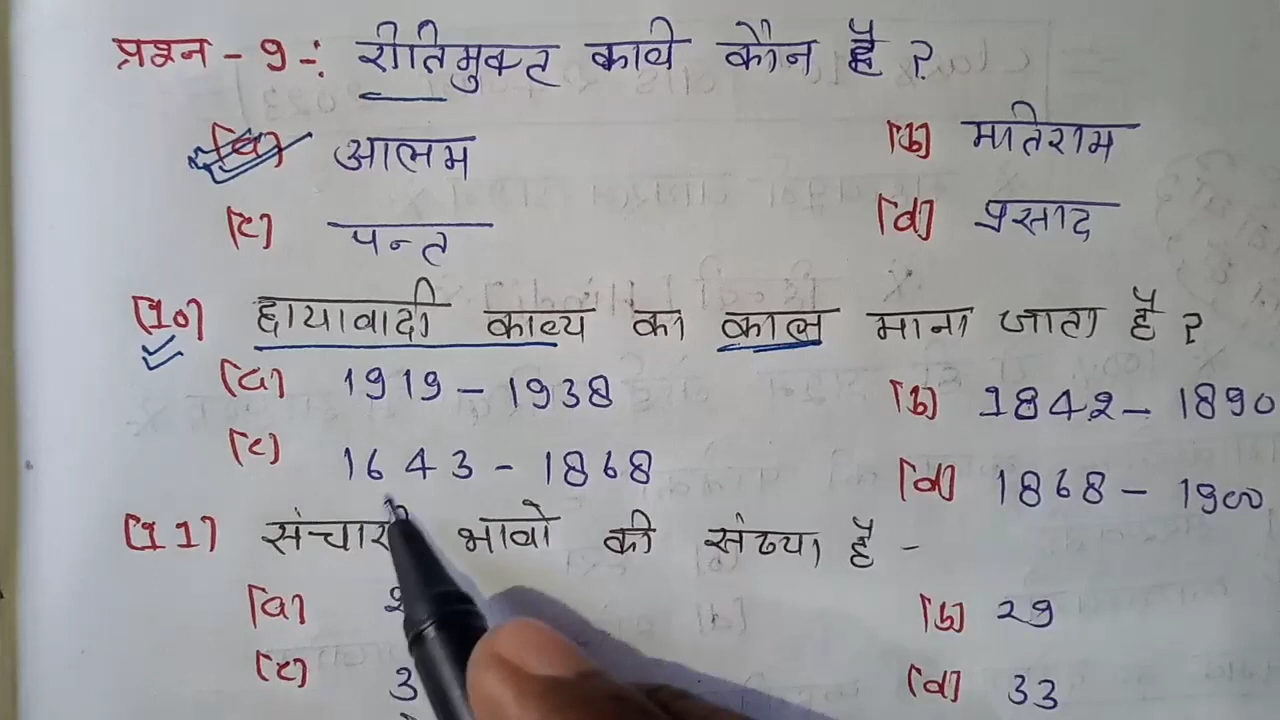 प्रश्न - 9 -: रीतिमुक्त कवि कौन है ?
(a) आलम (b) मतिराम
(c) पन्त (d) प्रसाद
(10) छायावादी काव्य का काल माना जाता है ?
(a) 1919 - 1938 (b) 1842 - 1890
(c) 1643 - 1868 (d) 1868 - 1900
(11) संचारी भावो की संख्या है -
(a) (b) 29
(c) (d) 33